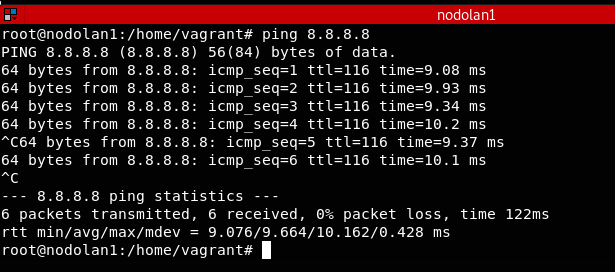 nodolan1
root@nodolan1:/home/vagrant# ping 8.8.8.8
PING 8.8.8.8 (8.8.8.8) 56(84) bytes of data.
64 bytes from 8.8.8.8: icmp_seq=1 ttl=116 time=9.08 ms
64 bytes from 8.8.8.8: icmp_seq=2 ttl=116 time=9.93 ms
64 bytes from 8.8.8.8: icmp_seq=3 ttl=116 time=9.34 ms
64 bytes from 8.8.8.8: icmp_seq=4 ttl=116 time=10.2 ms
^C64 bytes from 8.8.8.8: icmp_seq=5 ttl=116 time=9.37 ms
64 bytes from 8.8.8.8: icmp_seq=6 ttl=116 time=10.1 ms
^C
--- 8.8.8.8 ping statistics ---
6 packets transmitted, 6 received, 0% packet loss, time 122ms
rtt min/avg/max/mdev = 9.076/9.664/10.162/0.428 ms
root@nodolan1:/home/vagrant#